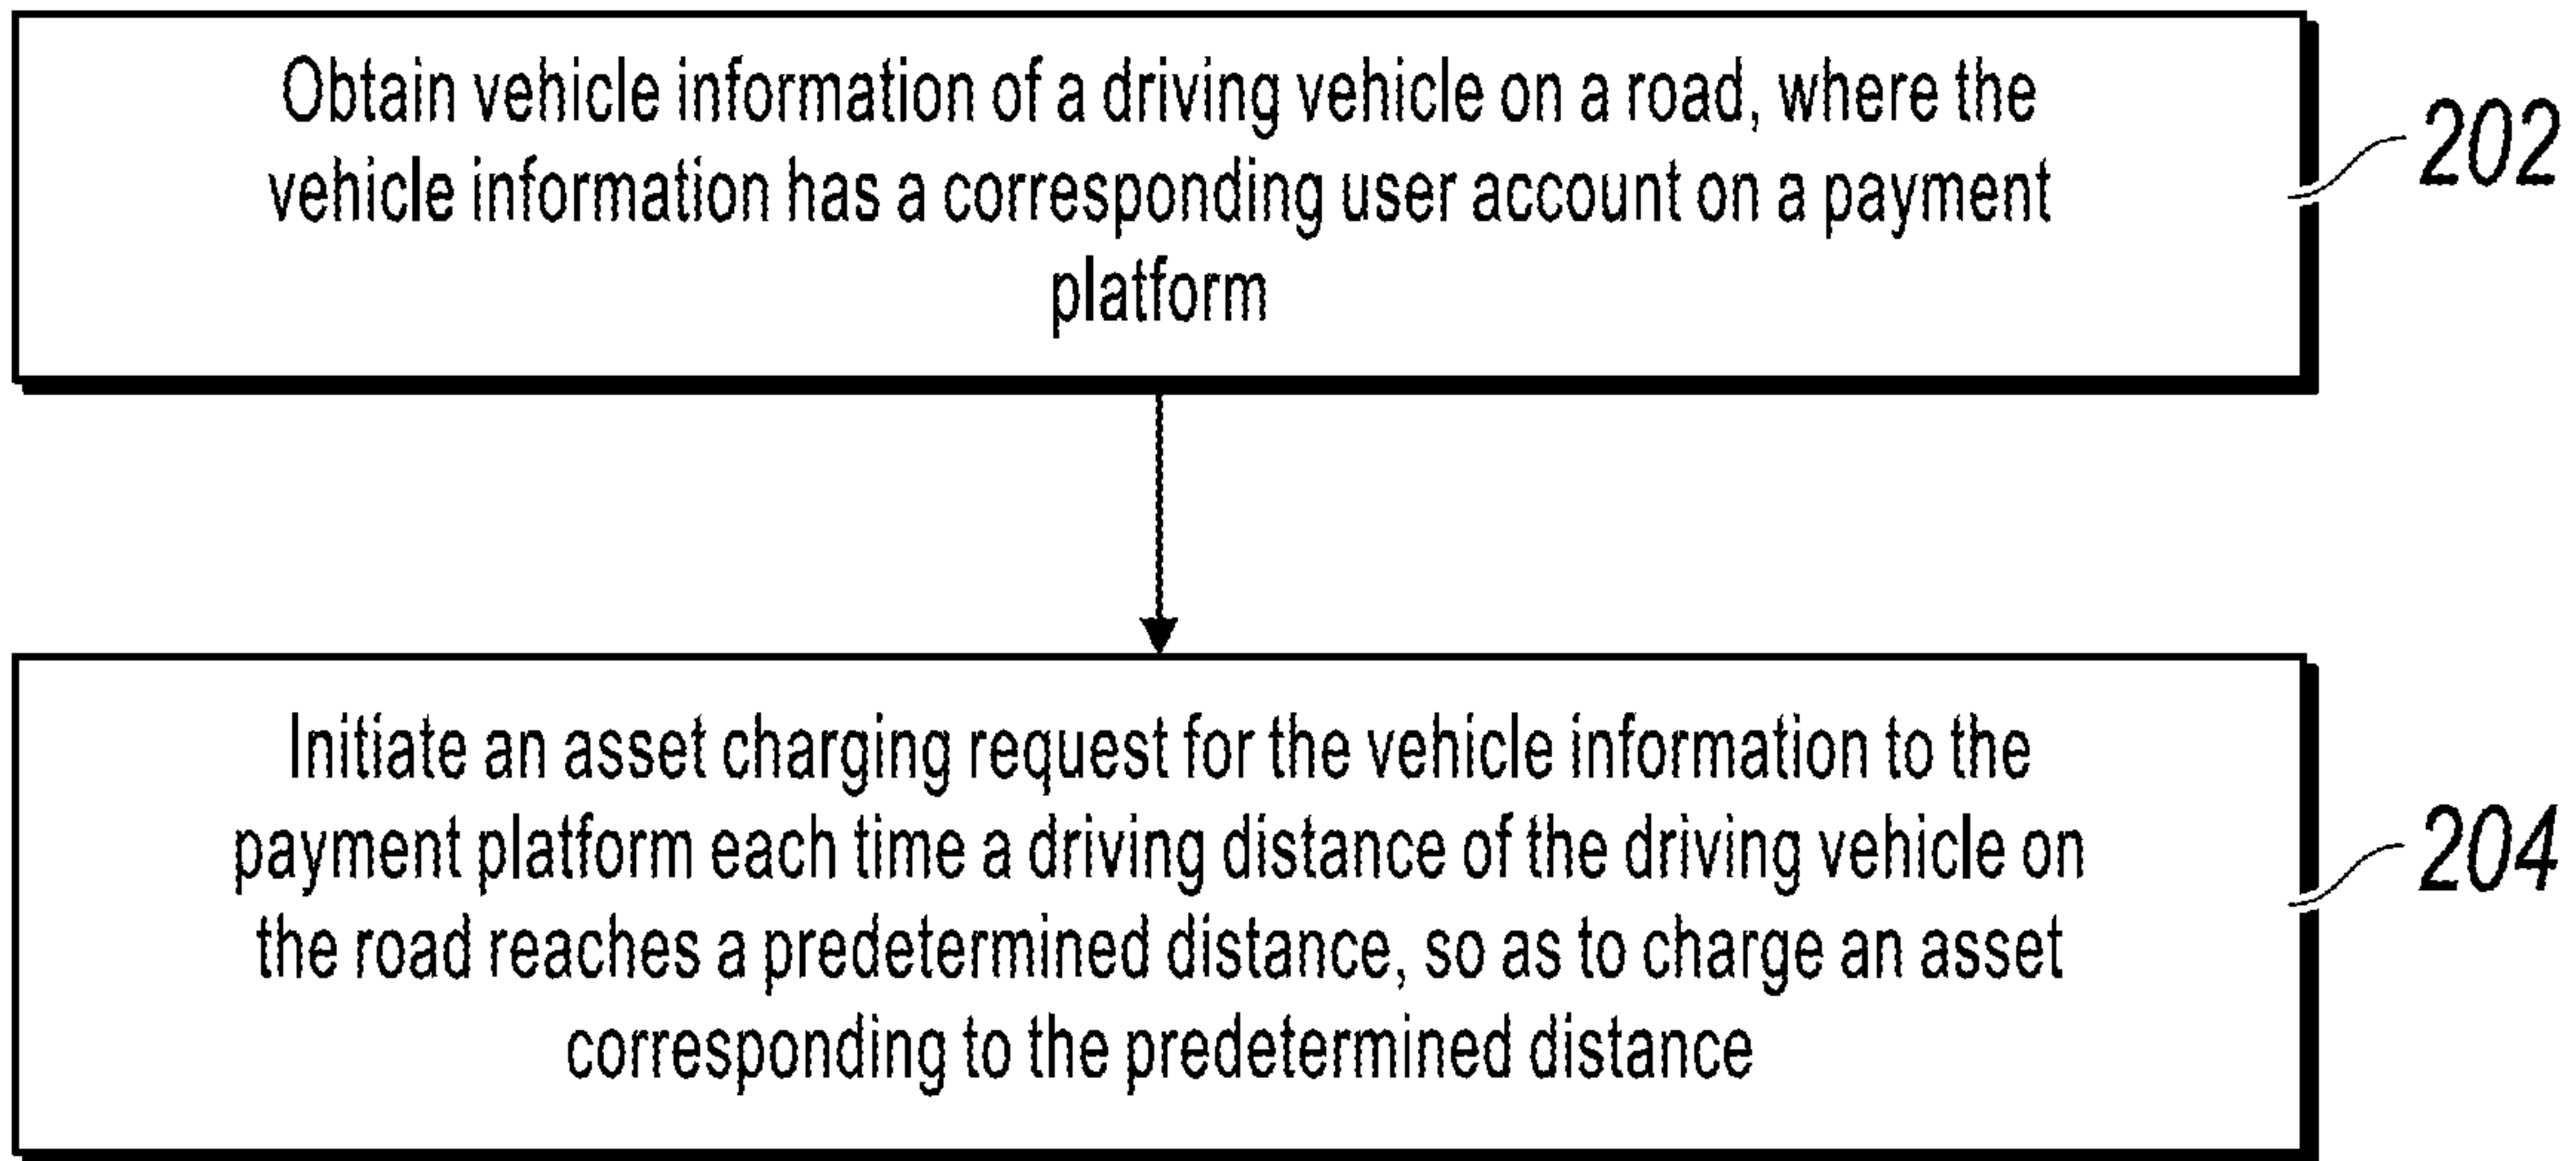 Obtain vehicle information of a driving vehicle on a road, where the
vehicle information has a corresponding user account on a payment
platform
202
Initiate an asset charging request for the vehicle information to the
payment platform each time a driving distance of the driving vehicle on
the road reaches a predetermined distance, so as to charge an asset
corresponding to the predetermined distance
204